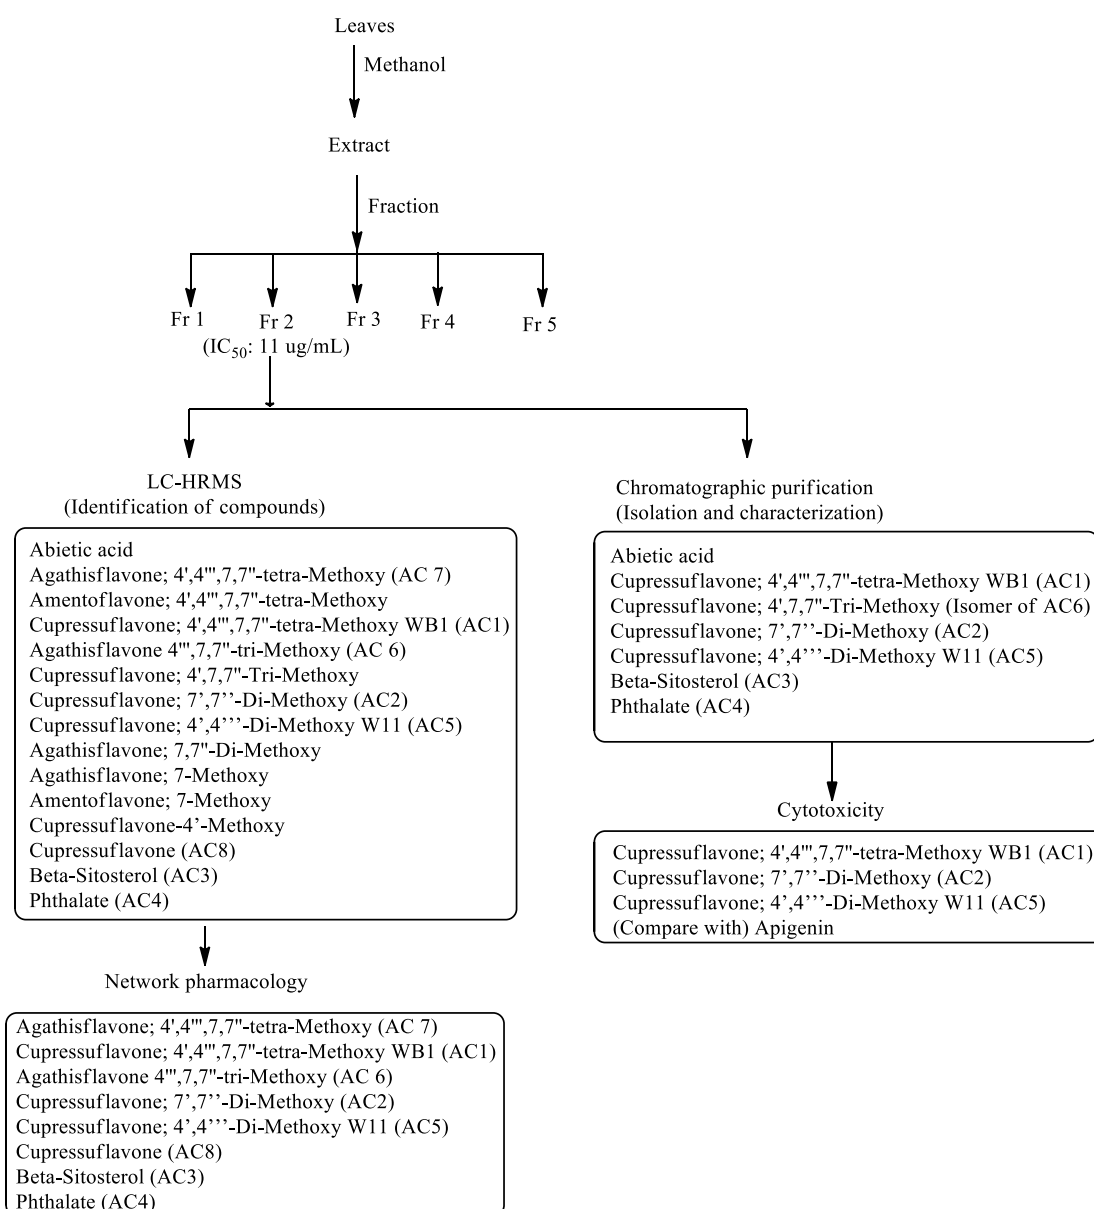 Leaves
Methanol
Extract
Fraction
Fr 1
Fr 2
Fr 3
Fr 4
Fr 5
(IC50: 11 ug/mL)
LC-HRMS
(Identification of compounds)
Abietic acid
Agathisflavone; 4',4''',7,7''-tetra-Methoxy (AC 7)
Amentoflavone; 4',4''',7,7''-tetra-Methoxy
Cupressuflavone; 4',4''',7,7''-tetra-Methoxy WB1 (AC1)
Agathisflavone 4''',7,7''-tri-Methoxy (AC 6)
Cupressuflavone; 4',7,7''-Tri-Methoxy
Cupressuflavone; 7’,7’’-Di-Methoxy (AC2)
Cupressuflavone; 4’,4’’’-Di-Methoxy W11 (AC5)
Agathisflavone; 7,7''-Di-Methoxy
Agathisflavone; 7-Methoxy
Amentoflavone; 7-Methoxy
Cupressuflavone-4’-Methoxy
Cupressuflavone (AC8)
Beta-Sitosterol (AC3)
Phthalate (AC4)
Network pharmacology
Agathisflavone; 4',4''',7,7''-tetra-Methoxy (AC 7)
Cupressuflavone; 4',4''',7,7''-tetra-Methoxy WB1 (AC1)
Agathisflavone 4''',7,7''-tri-Methoxy (AC 6)
Cupressuflavone; 7’,7’’-Di-Methoxy (AC2)
Cupressuflavone; 4’,4’’’-Di-Methoxy W11 (AC5)
Cupressuflavone (AC8)
Beta-Sitosterol (AC3)
Phthalate (AC4)
Chromatographic purification
(Isolation and characterization)
Abietic acid
Cupressuflavone; 4',4''',7,7''-tetra-Methoxy WB1 (AC1)
Cupressuflavone; 4',7,7''-Tri-Methoxy (Isomer of AC6)
Cupressuflavone; 7’,7’’-Di-Methoxy (AC2)
Cupressuflavone; 4’,4’’’-Di-Methoxy W11 (AC5)
Beta-Sitosterol (AC3)
Phthalate (AC4)
Cytotoxicity
Cupressuflavone; 4',4''',7,7''-tetra-Methoxy WB1 (AC1)
Cupressuflavone; 7’,7’’-Di-Methoxy (AC2)
Cupressuflavone; 4’,4’’’-Di-Methoxy W11 (AC5)
(Compare with) Apigenin